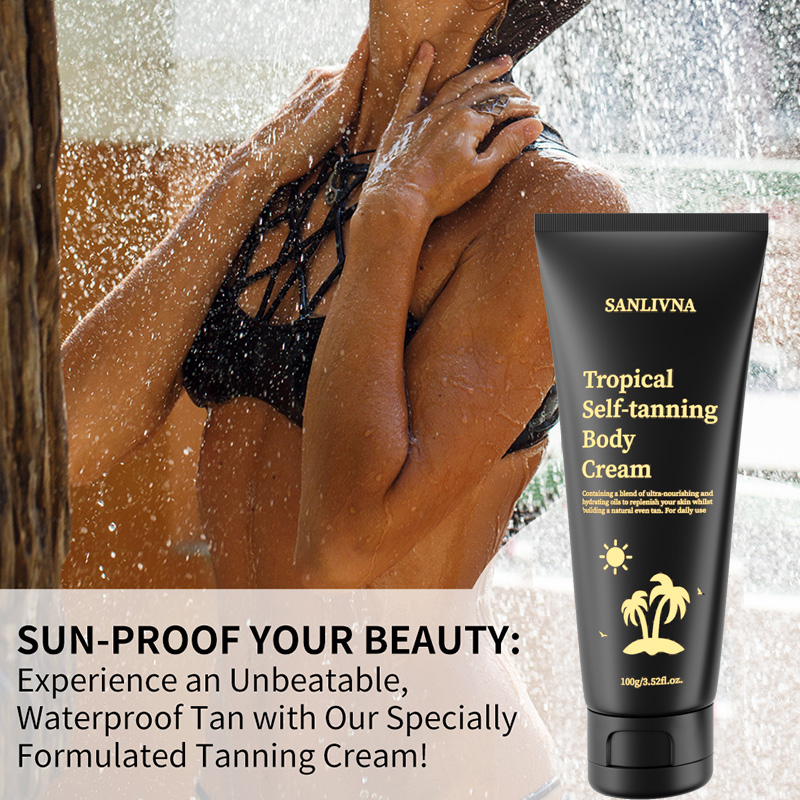 SANLIVNA
Tropical
Self-tanning
Body
Cream
Containing a blend of ultra-nourishing and
hydrating oils to replenish your skin whilst
building a natural even tan. For daily use
100g/3.52fl.oz.
SUN-PROOF YOUR BEAUTY:
Experience an Unbeatable,
Waterproof Tan with Our Specially
Formulated Tanning Cream!